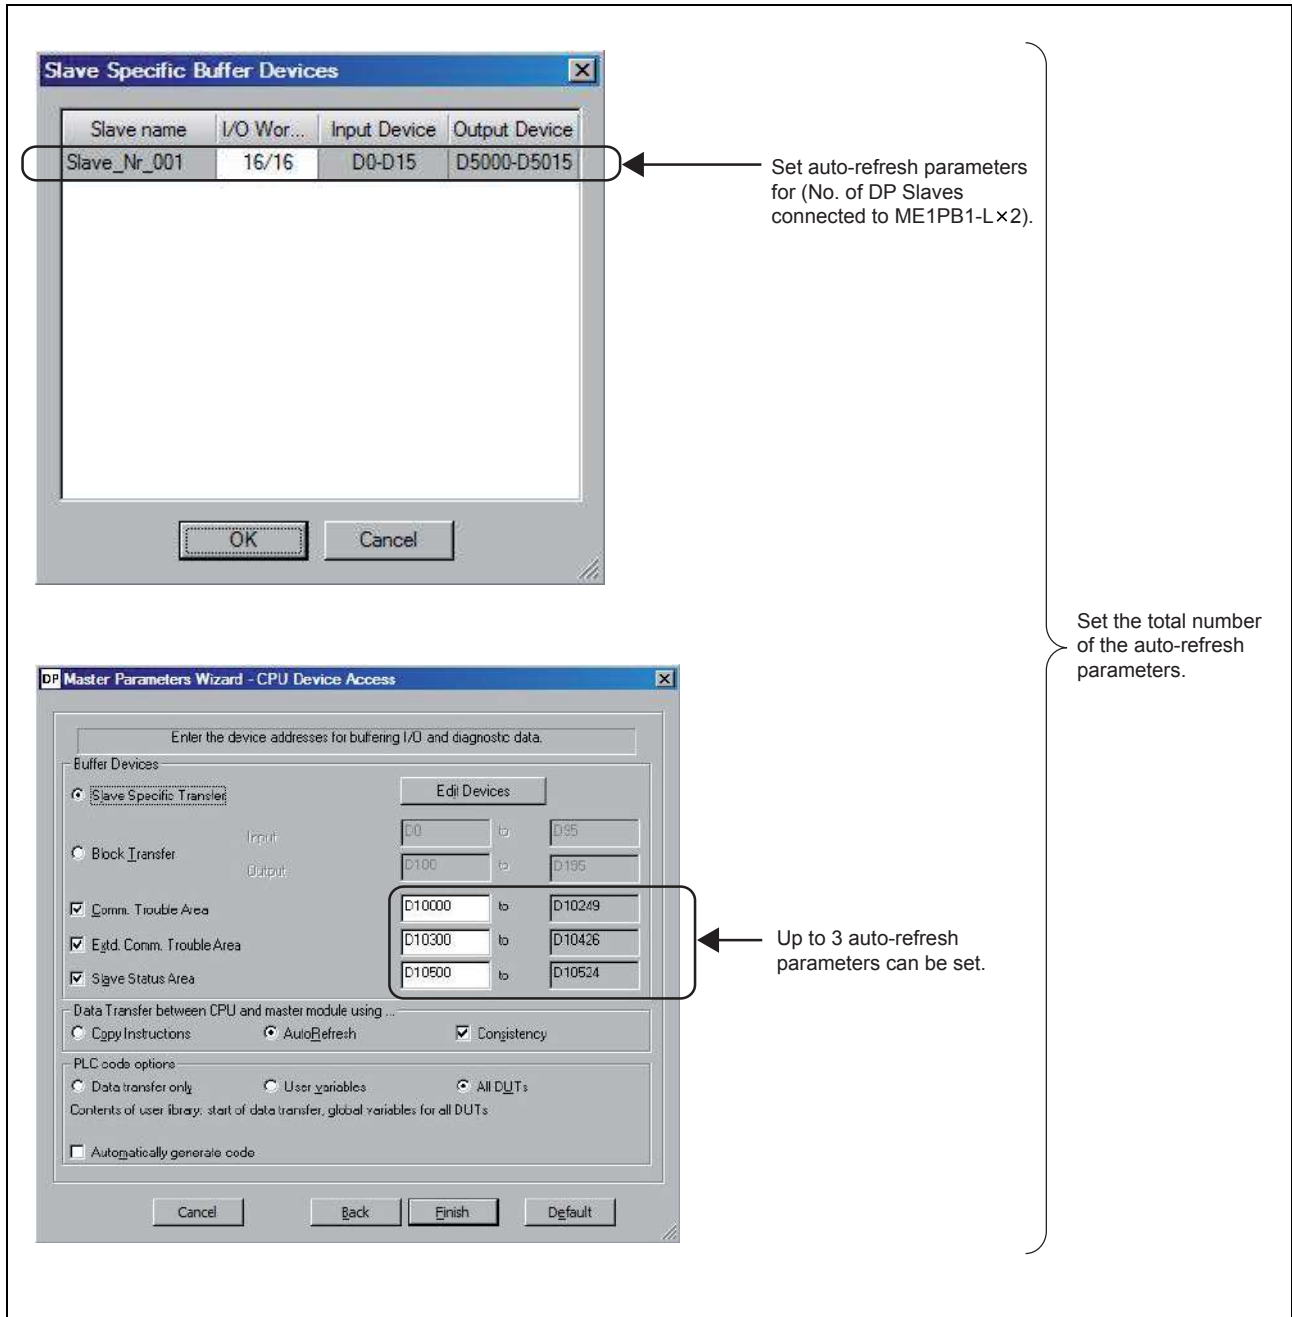 Slave Specific Buffer Devices
Slave name I/O Wor... Input Device Output Device
Slave_Nr_001 16/16 D0-D15 D5000-D5015
Set auto-refresh parameters
for (No. of DP Slaves
connected to ME1PB1-L×2).
OK Cancel
Set the total number
of the auto-refresh
parameters.
DP Master Parameters Wizard - CPU Device Access
Enter the device addresses for buffering I/O and diagnostic data.
Buffer Devices
Slave Specific Transfer Edit Devices
Input D0 to D95
Block Transfer
Output D100 to D195
Comm. Trouble Area D10000 to D10249
Extd. Comm. Trouble Area D10300 to D10426
Slave Status Area D10500 to D10524
Up to 3 auto-refresh
parameters can be set.
Data Transfer between CPU and master module using ...
Copy Instructions AutoRefresh Consistency
PLC code options
Data transfer only User variables All DUTs
Contents of user library: start of data transfer, global variables for all DUTs
Automatically generate code
Cancel Back Finish Default